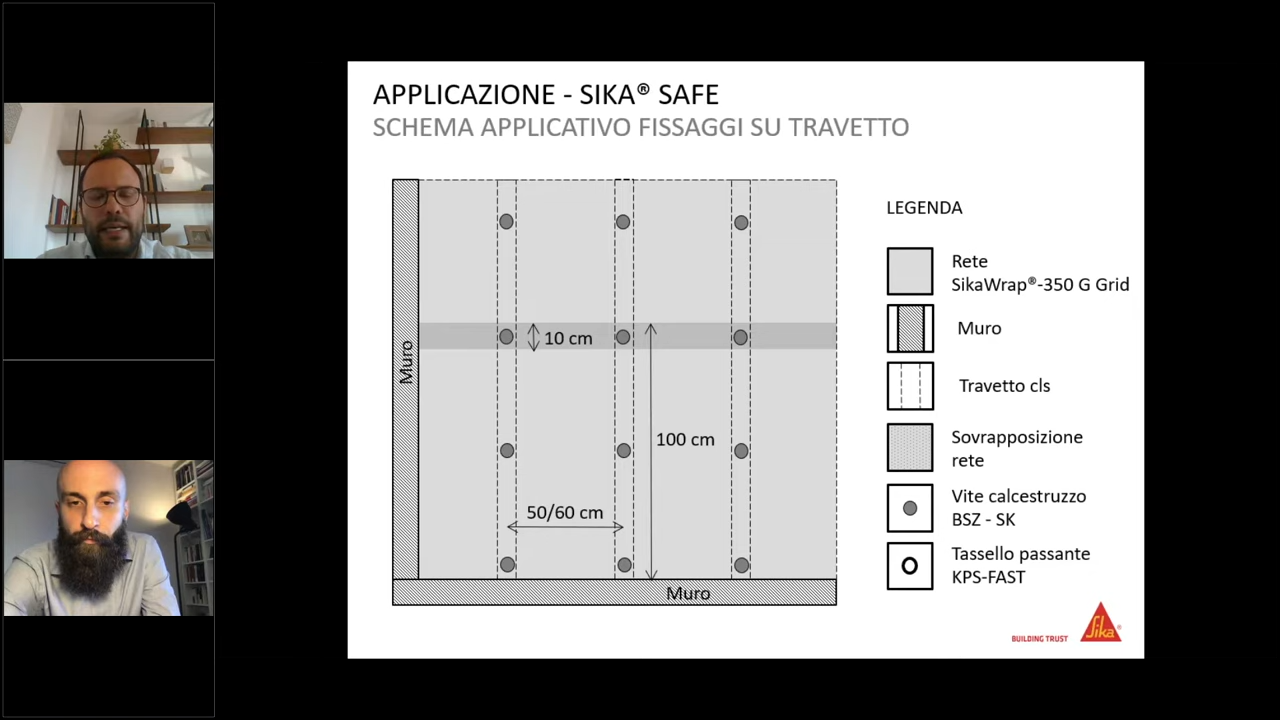 APPLICAZIONE - SIKA® SAFE
SCHEMA APPLICATIVO FISSAGGI SU TRAVETTO
LEGENDA
Rete
SikaWrap®-350 G Grid
Muro
Travetto cls
Sovrapposizione
rete
Vite calcestruzzo
BSZ - SK
Tassello passante
KPS-FAST
Muro
10 cm
100 cm
50/60 cm
Muro
BUILDING TRUST
Sika®